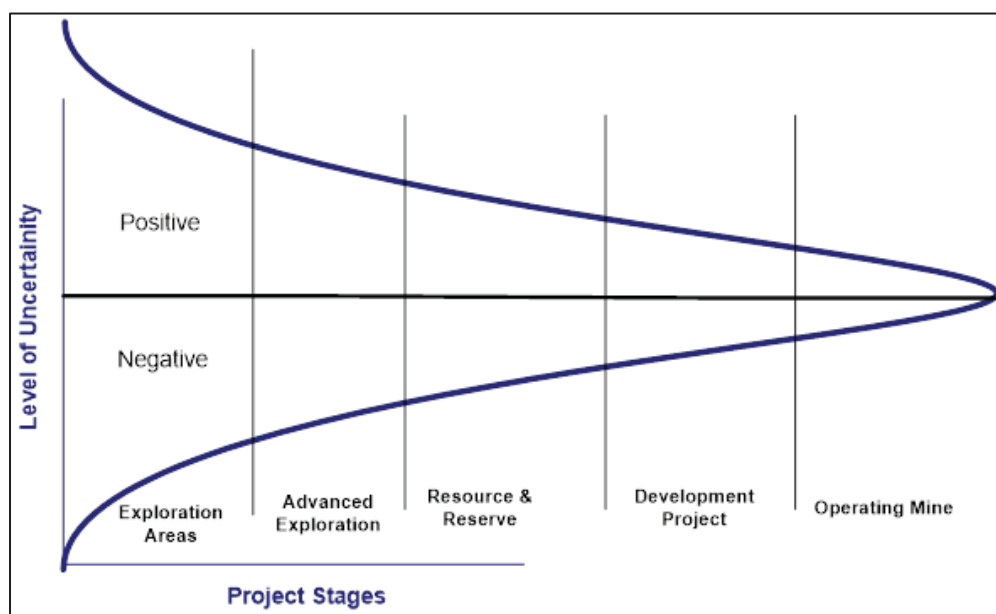 Level of Uncertainity
Positive
Negative
Exploration
Areas
Advanced
Exploration
Resource &
Reserve
Development
Project
Operating Mine
Project Stages